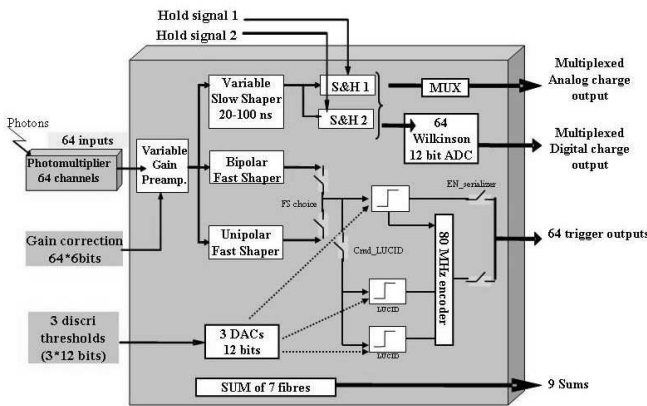 Hold signal 1
Hold signal 2
Photons
64 inputs
Photomultiplier
64 channels
Variable
Gain
Preamp.
Gain correction
64*6bits
3 discri
thresholds
(3*12 bits)
Variable
Slow Shaper
20-100 ns
S&H 1
S&H 2
MUX
64
Wilkinson
12 bit ADC
Multiplexed
Analog charge
output
Multiplexed
Digital charge
output
Bipolar
Fast Shaper
FS choice
Unipolar
Fast Shaper
Cmd_LUCID
EN_serializer
80 MHz encoder
64 trigger outputs
LUCID
LUCID
3 DACs
12 bits
SUM of 7 fibres
9 Sums